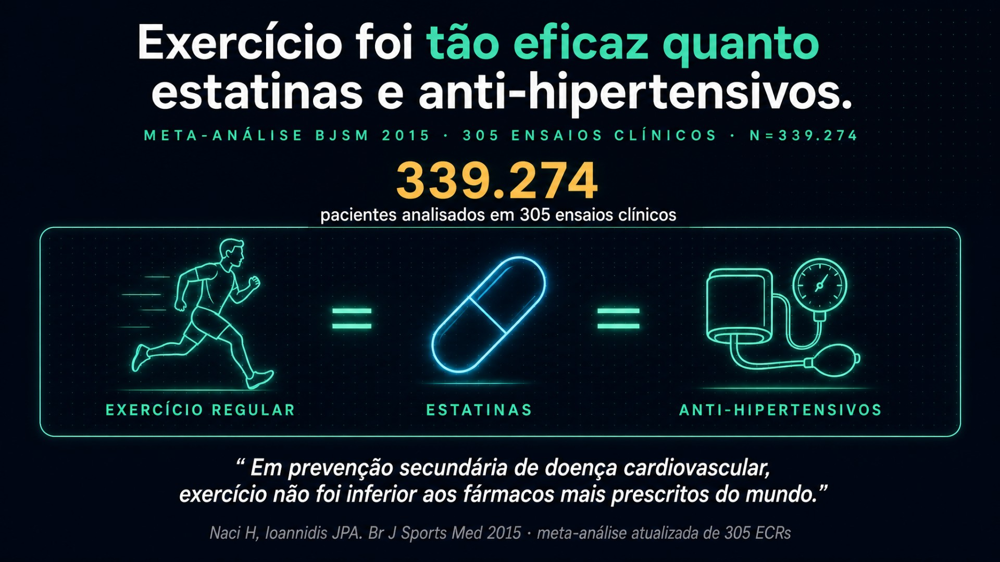 Exercício foi tão eficaz quanto
estatinas e anti-hipertensivos.
META-ANÁLISE BJSM 2015 · 305 ENSAIOS CLÍNICOS · N=339.274
339.274
pacientes analisados em 305 ensaios clínicos
=
=
EXERCÍCIO REGULAR
ESTATINAS
ANTI-HIPERTENSIVOS
“ Em prevenção secundária de doença cardiovascular,
exercício não foi inferior aos fármacos mais prescritos do mundo.”
Naci H, Ioannidis JPA. Br J Sports Med 2015 · meta-análise atualizada de 305 ECRs